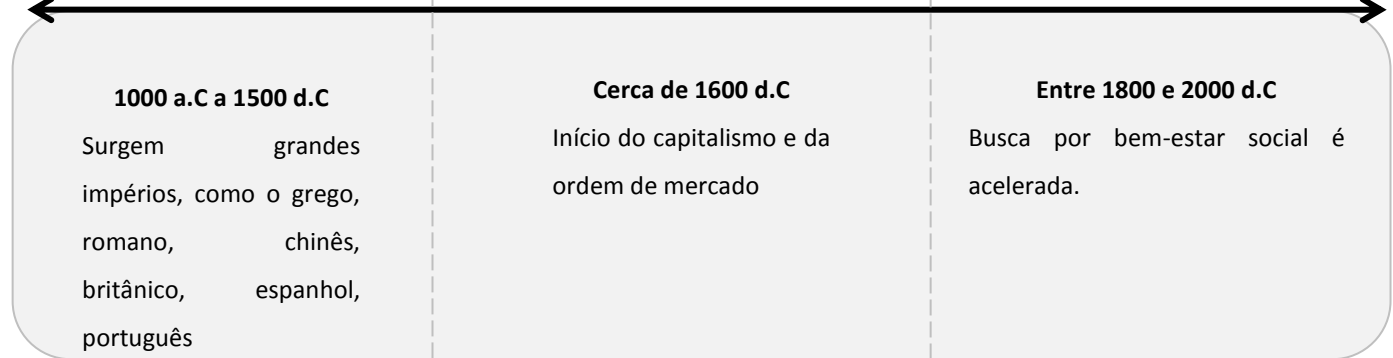 1000 a.C a 1500 d.C
Surgem grandes
impérios, como o grego,
romano, chinês,
britânico, espanhol,
português
Cerca de 1600 d.C
Início do capitalismo e da
ordem de mercado
Entre 1800 e 2000 d.C
Busca por bem-estar social é
acelerada.